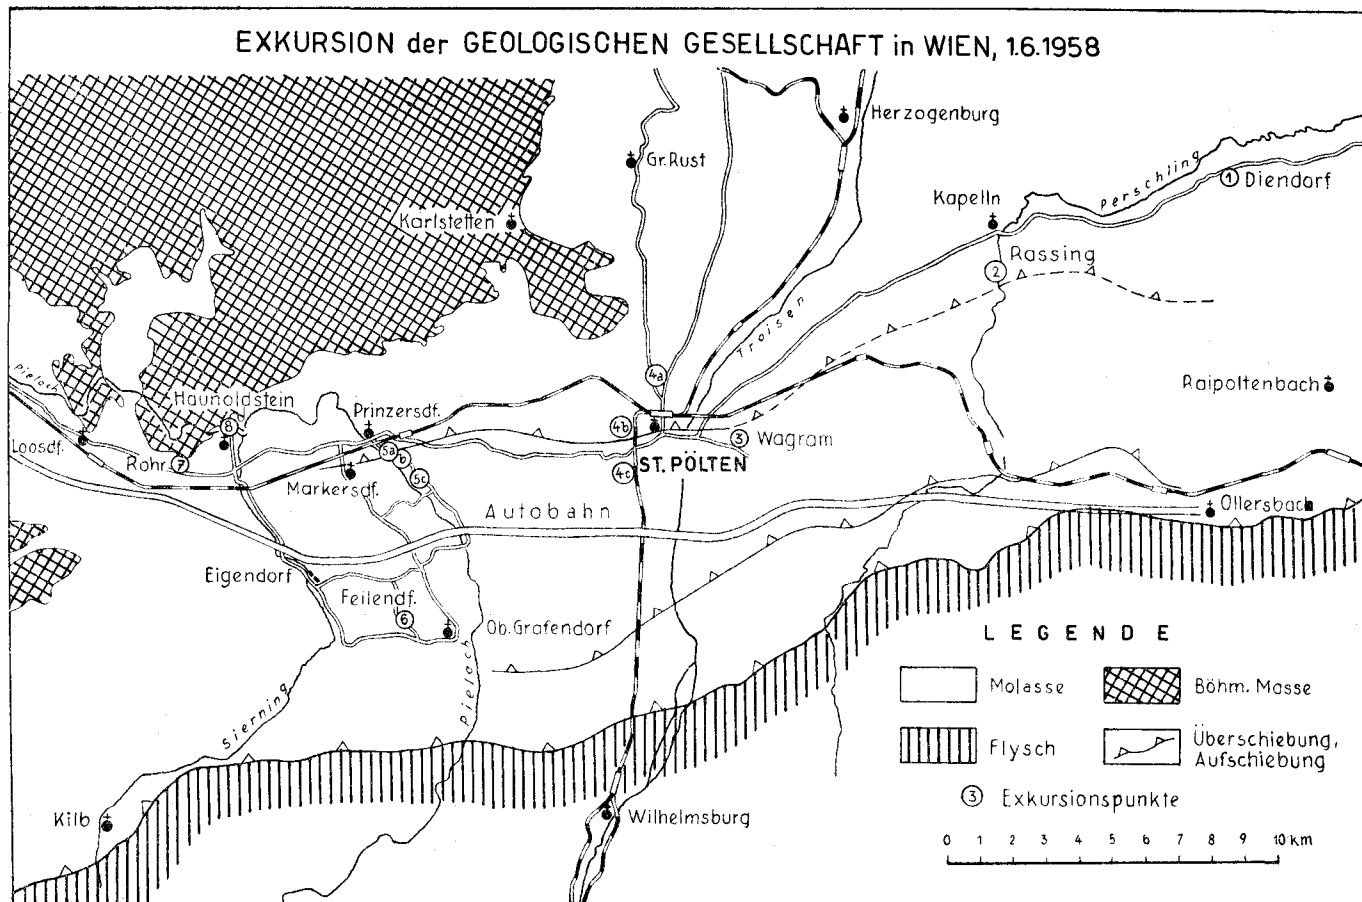 EXKURSION der GEOLOGISCHEN GESELLSCHAFT in WIEN, 1.6.1958
Herzogenburg
Gr. Rust
Perschling
1 Diendorf
Kapelln
Karlstetten
Rassing
2
Traisen
Pielach
4a
Raipoltenbach
Haunoldstein
Prinzersdf.
8
4b
3 Wagram
Loosdf.
Rohr 7
5a b
ST. PÖLTEN
Markersdf.
5c
4c
Autobahn
Ollersbach
Eigendorf
Feilendf.
6
Ob. Grafendorf
Pielach
Sierning
Kilb
Wilhelmsburg
LEGENDE
Molasse
Böhm. Masse
Flysch
Überschiebung,
Aufschiebung
3 Exkursionspunkte
0 1 2 3 4 5 6 7 8 9 10 km